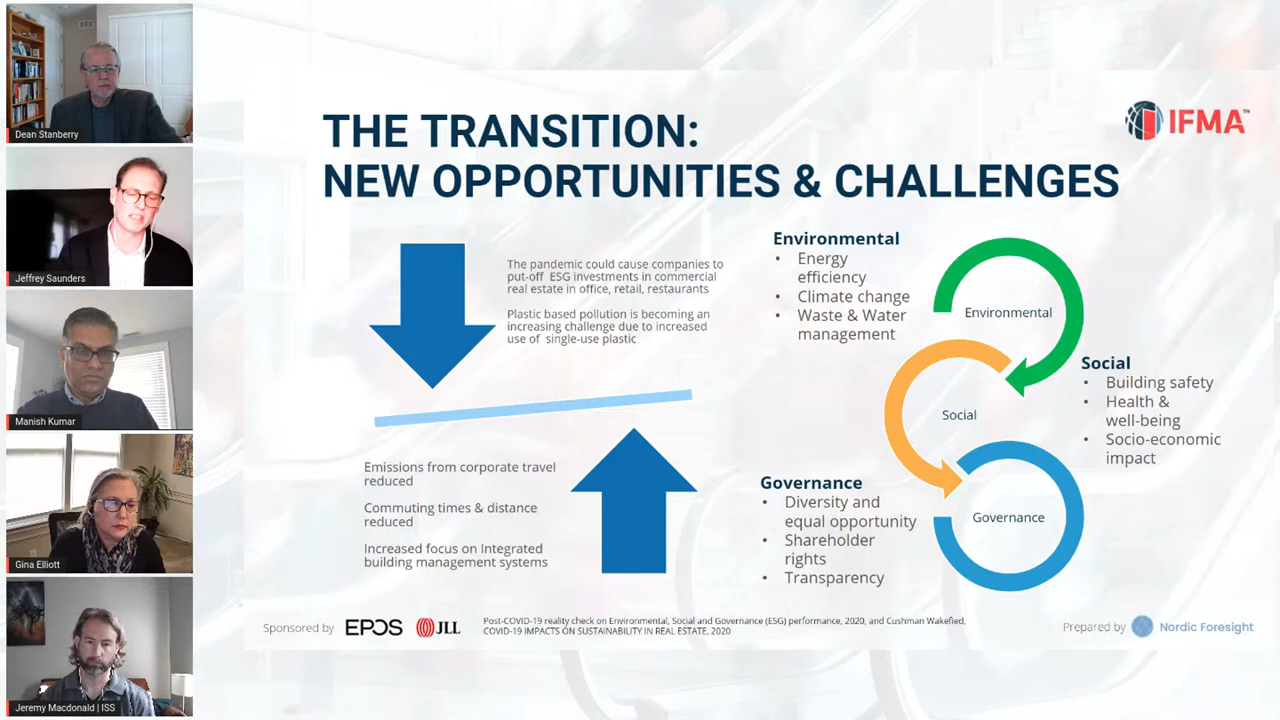 Dean Stanberry
Jeffrey Saunders
Manish Kumar
Gina Elliott
Jeremy Macdonald | ISS
THE TRANSITION:
NEW OPPORTUNITIES & CHALLENGES
IFMA™
The pandemic could cause companies to
put-off ESG investments in commercial
real estate in office, retail, restaurants
Plastic based pollution is becoming an
increasing challenge due to increased
use of single-use plastic
Emissions from corporate travel
reduced
Commuting times & distance
reduced
Increased focus on Integrated
building management systems
Environmental
• Energy
efficiency
• Climate change
• Waste & Water
management
Environmental
Social
• Building safety
• Health &
well-being
• Socio-economic
impact
Social
Governance
• Diversity and
equal opportunity
• Shareholder
rights
• Transparency
Governance
Sponsored by EPOS JLL
Post-COVID-19 reality check on Environmental, Social and Governance (ESG) performance, 2020, and Cushman Wakefied,
COVID-19 IMPACTS ON SUSTAINABILITY IN REAL ESTATE, 2020
Prepared by Nordic Foresight